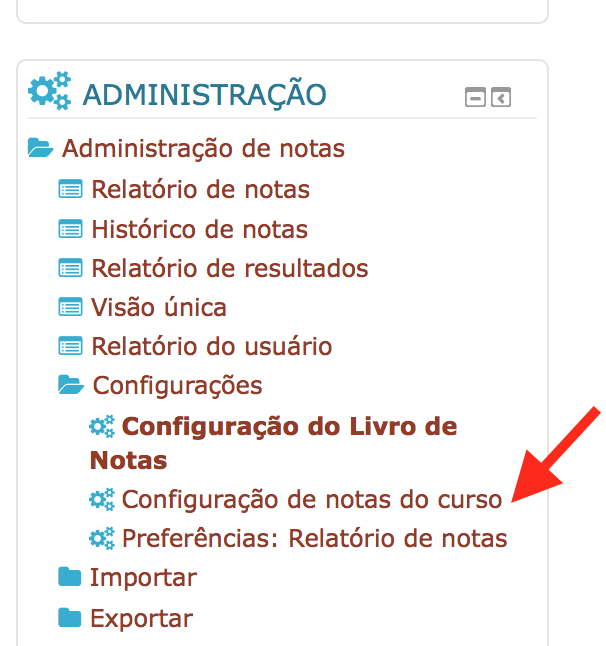 ADMINISTRAÇÃO
Administração de notas
Relatório de notas
Histórico de notas
Relatório de resultados
Visão única
Relatório do usuário
Configurações
Configuração do Livro de
Notas
Configuração de notas do curso
Preferências: Relatório de notas
Importar
Exportar